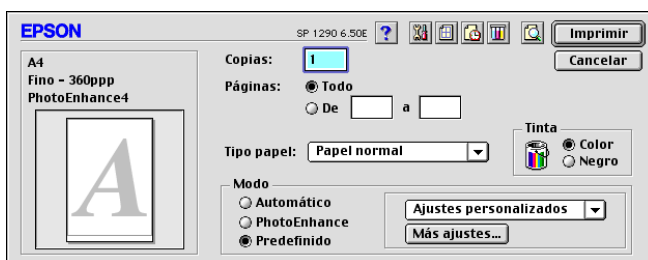 EPSON
SP 1290 6.50E
?
Imprimir
A4
Fino - 360ppp
PhotoEnhance4
A
Copias: 1
Cancelar
Páginas: Todo
De a
Tipo papel: Papel normal
Tinta
Color
Negro
Modo
Automático
PhotoEnhance
Predefinido
Ajustes personalizados
Más ajustes...